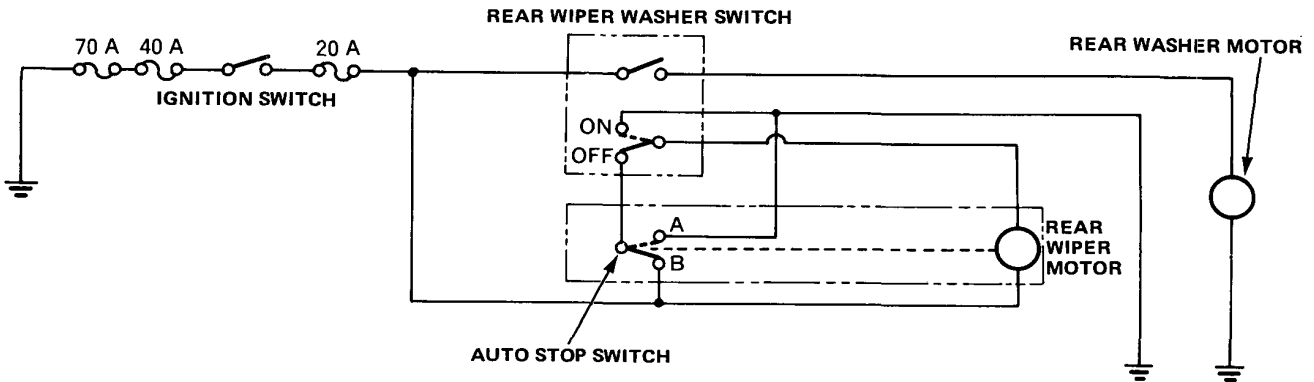 REAR WIPER WASHER SWITCH
REAR WASHER MOTOR
70 A 40 A 20 A
IGNITION SWITCH
ON
OFF
A
B
REAR
WIPER
MOTOR
AUTO STOP SWITCH